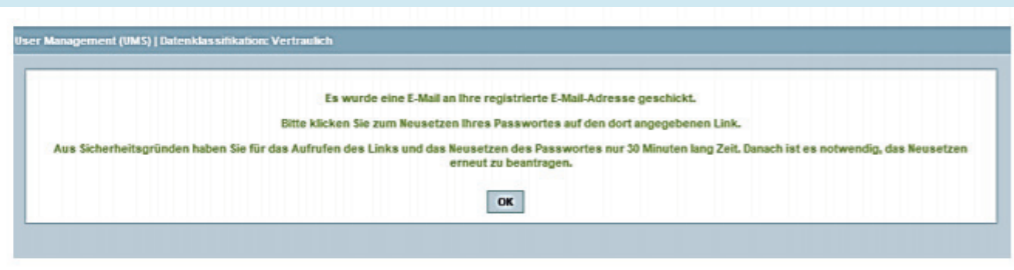 User Management (UMS) | Datenklassifikation: Vertraulich
Es wurde eine E-Mail an Ihre registrierte E-Mail-Adresse geschickt.
Bitte klicken Sie zum Neusetzen Ihres Passwortes auf den dort angegebenen Link.
Aus Sicherheitsgründen haben Sie für das Aufrufen des Links und das Neusetzen des Passwortes nur 30 Minuten lang Zeit. Danach ist es notwendig, das Neusetzen
erneut zu beantragen.
OK